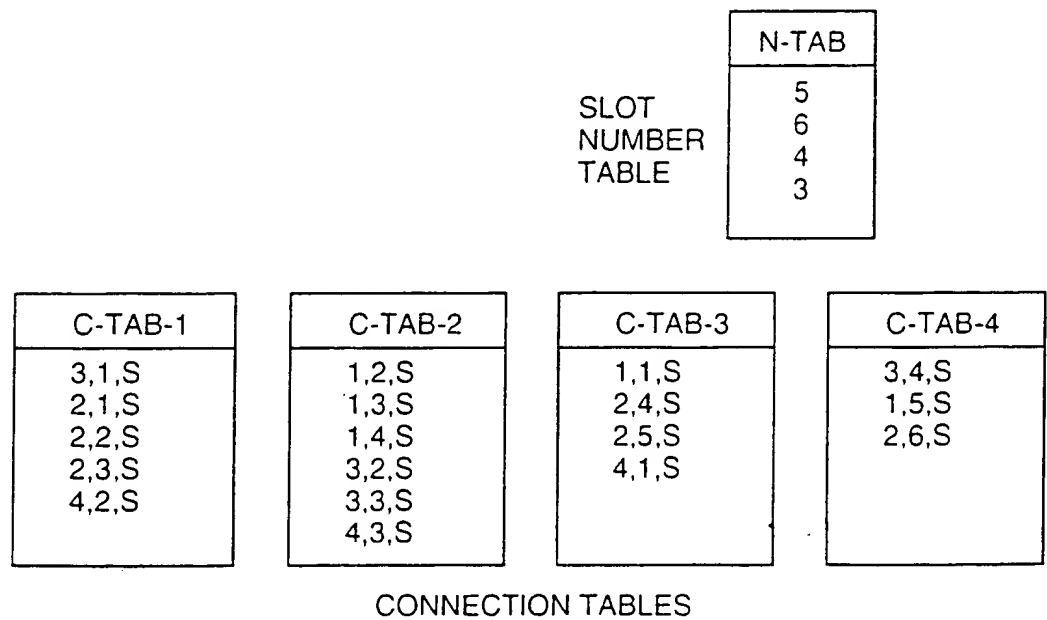 N-TAB
5
6
4
3
SLOT
NUMBER
TABLE
C-TAB-1
3,1,S
2,1,S
2,2,S
2,3,S
4,2,S
C-TAB-2
1,2,S
1,3,S
1,4,S
3,2,S
3,3,S
4,3,S
C-TAB-3
1,1,S
2,4,S
2,5,S
4,1,S
C-TAB-4
3,4,S
1,5,S
2,6,S
CONNECTION TABLES